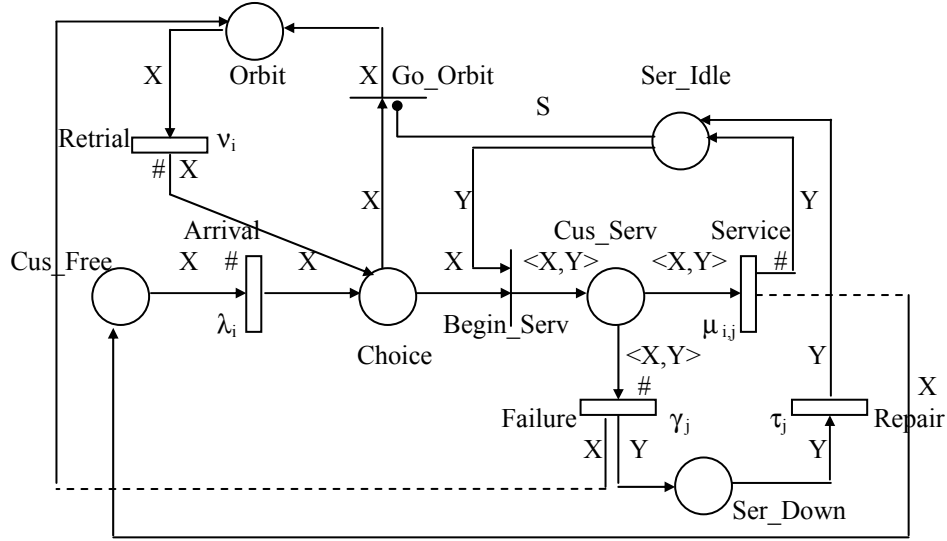 X Go_Orbit Ser_Idle
Orbit
X
S
Retrial νi
# X
Y X Y
Arrival Cus_Serv Service
Cus_Free X # X X <X,Y> <X,Y> #
λi Begin_Serv μi,j
Choice
<X,Y> Y
# X
Failure γj τj Repair
X Y Y
Ser_Down